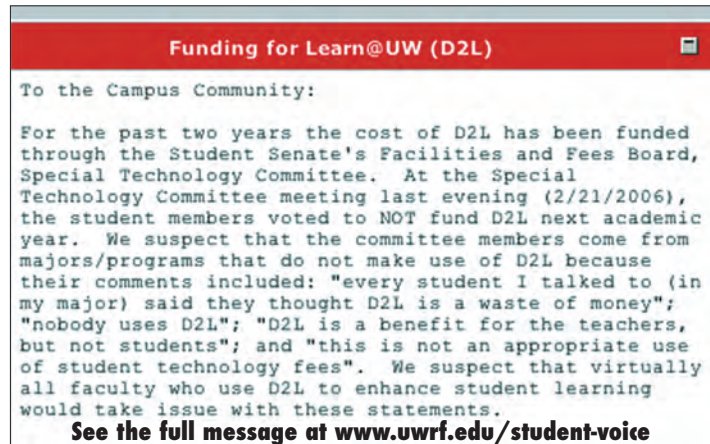 Funding for Learn@UW (D2L)
To the Campus Community:
For the past two years the cost of D2L has been funded
through the Student Senate's Facilities and Fees Board,
Special Technology Committee. At the Special
Technology Committee meeting last evening (2/21/2006),
the student members voted to NOT fund D2L next academic
year. We suspect that the committee members come from
majors/programs that do not make use of D2L because
their comments included: "every student I talked to (in
my major) said they thought D2L is a waste of money";
"nobody uses D2L"; "D2L is a benefit for the teachers,
but not students"; and "this is not an appropriate use
of student technology fees". We suspect that virtually
all faculty who use D2L to enhance student learning
would take issue with these statements.
See the full message at www.uwrf.edu/student-voice